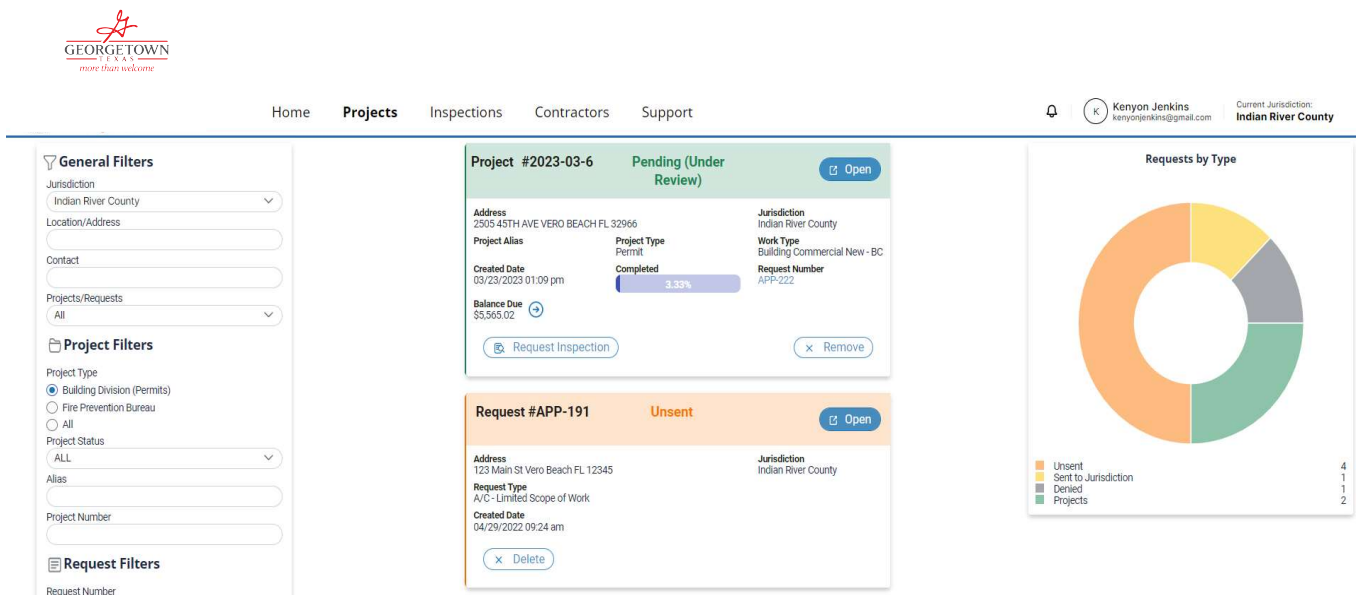 GEORGETOWN
TEXAS
more than welcome
Home Projects Inspections Contractors Support
K
Kenyon Jenkins
kenyonjenkins@gmail.com
Current Jurisdiction:
Indian River County
General Filters
Jurisdiction
Indian River County
Location/Address
Contact
Projects/Requests
All
Project Filters
Project Type
Building Division (Permits)
Fire Prevention Bureau
All
Project Status
ALL
Alias
Project Number
Request Filters
Request Number
Project #2023-03-6
Pending (Under
Review)
Open
Address
2505 45TH AVE VERO BEACH FL 32966
Jurisdiction
Indian River County
Project Alias
Project Type
Permit
Work Type
Building Commercial New - BC
Created Date
03/23/2023 01:09 pm
Completed
3.33%
Request Number
APP-222
Balance Due
$5,565.02
Request Inspection
Remove
Request #APP-191
Unsent
Open
Address
123 Main St Vero Beach FL 12345
Jurisdiction
Indian River County
Request Type
A/C - Limited Scope of Work
Created Date
04/29/2022 09:24 am
Delete
Requests by Type
Unsent 4
Sent to Jurisdiction 1
Denied 1
Projects 2